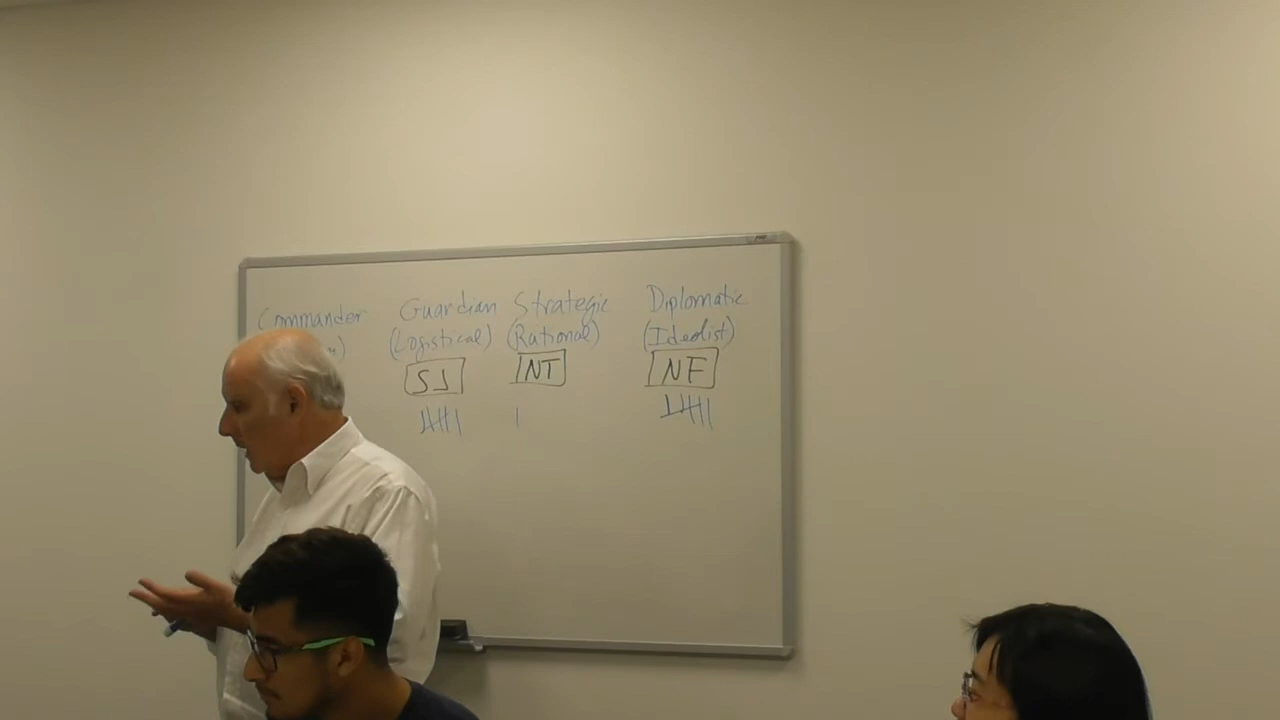 Commander Guardian Strategic Diplomatic
(Logistical) (Rational) (Idealist)
SJ NT NF